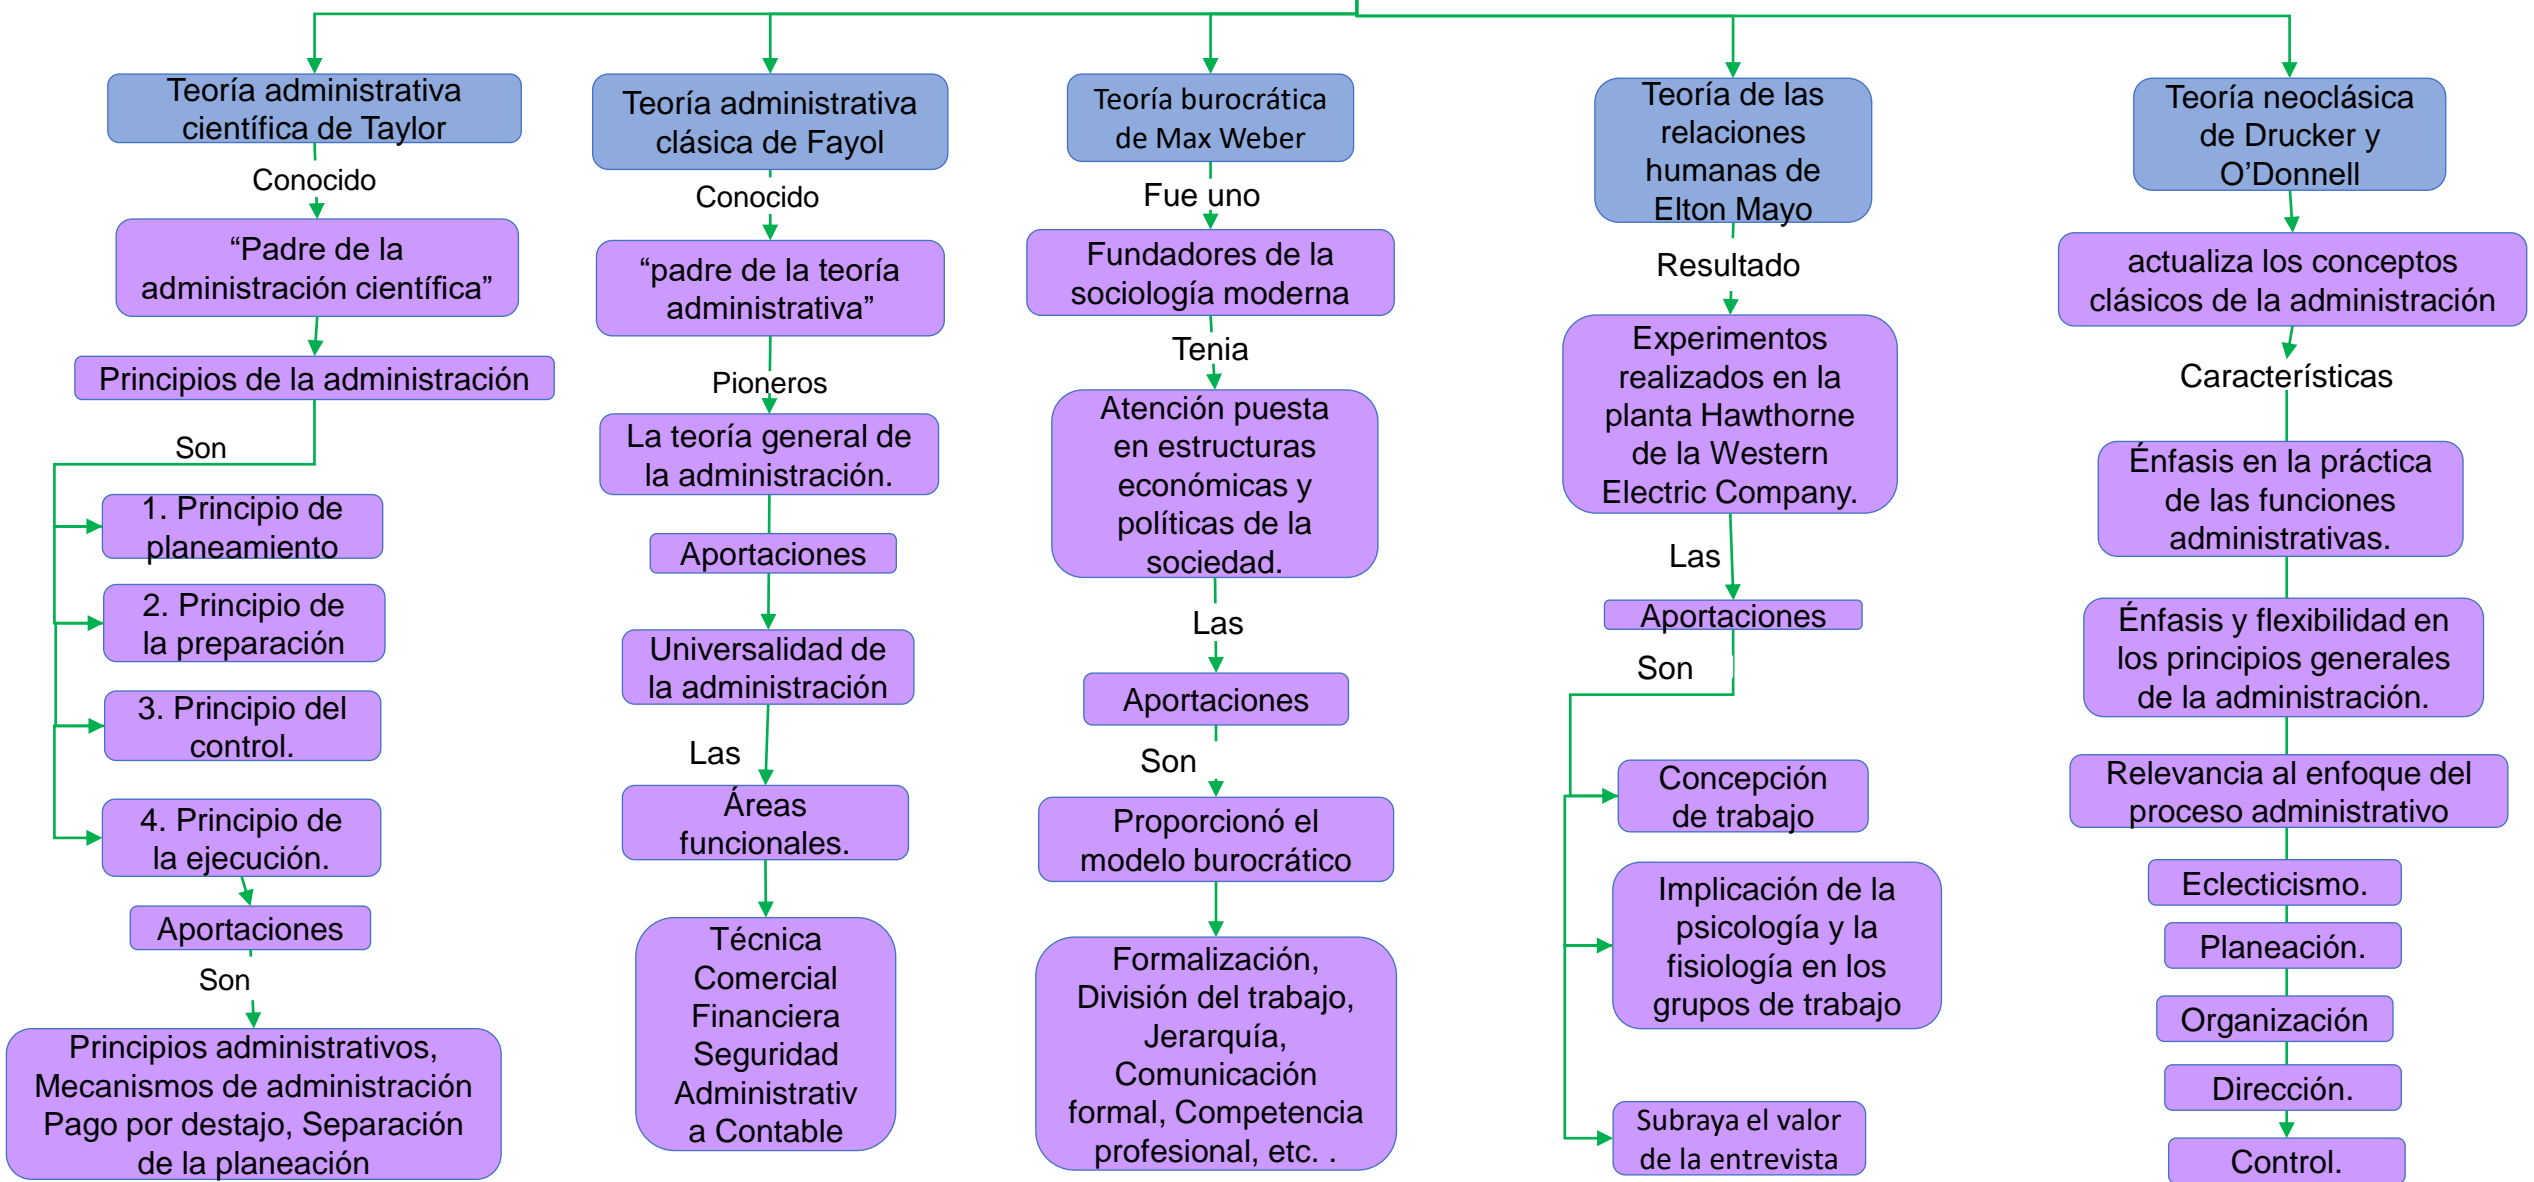 Teoría administrativa
científica de Taylor
Conocido
“Padre de la
administración científica”
Principios de la administración
Son
1. Principio de
planeamiento
2. Principio de
la preparación
3. Principio del
control.
4. Principio de
la ejecución.
Aportaciones
Son
Principios administrativos,
Mecanismos de administración
Pago por destajo, Separación
de la planeación
Teoría administrativa
clásica de Fayol
Conocido
“padre de la teoría
administrativa”
Pioneros
La teoría general de
la administración.
Aportaciones
Universalidad de
la administración
Las
Áreas
funcionales.
Técnica
Comercial
Financiera
Seguridad
Administrativ
a Contable
Teoría burocrática
de Max Weber
Fue uno
Fundadores de la
sociología moderna
Tenia
Atención puesta
en estructuras
económicas y
políticas de la
sociedad.
Las
Aportaciones
Son
Proporcionó el
modelo burocrático
Formalización,
División del trabajo,
Jerarquía,
Comunicación
formal, Competencia
profesional, etc. .
Teoría de las
relaciones
humanas de
Elton Mayo
Resultado
Experimentos
realizados en la
planta Hawthorne
de la Western
Electric Company.
Las
Aportaciones
Son
Concepción
de trabajo
Implicación de la
psicología y la
fisiología en los
grupos de trabajo
Subraya el valor
de la entrevista
Teoría neoclásica
de Drucker y
O’Donnell
actualiza los conceptos
clásicos de la administración
Características
Énfasis en la práctica
de las funciones
administrativas.
Énfasis y flexibilidad en
los principios generales
de la administración.
Relevancia al enfoque del
proceso administrativo
Eclecticismo.
Planeación.
Organización
Dirección.
Control.